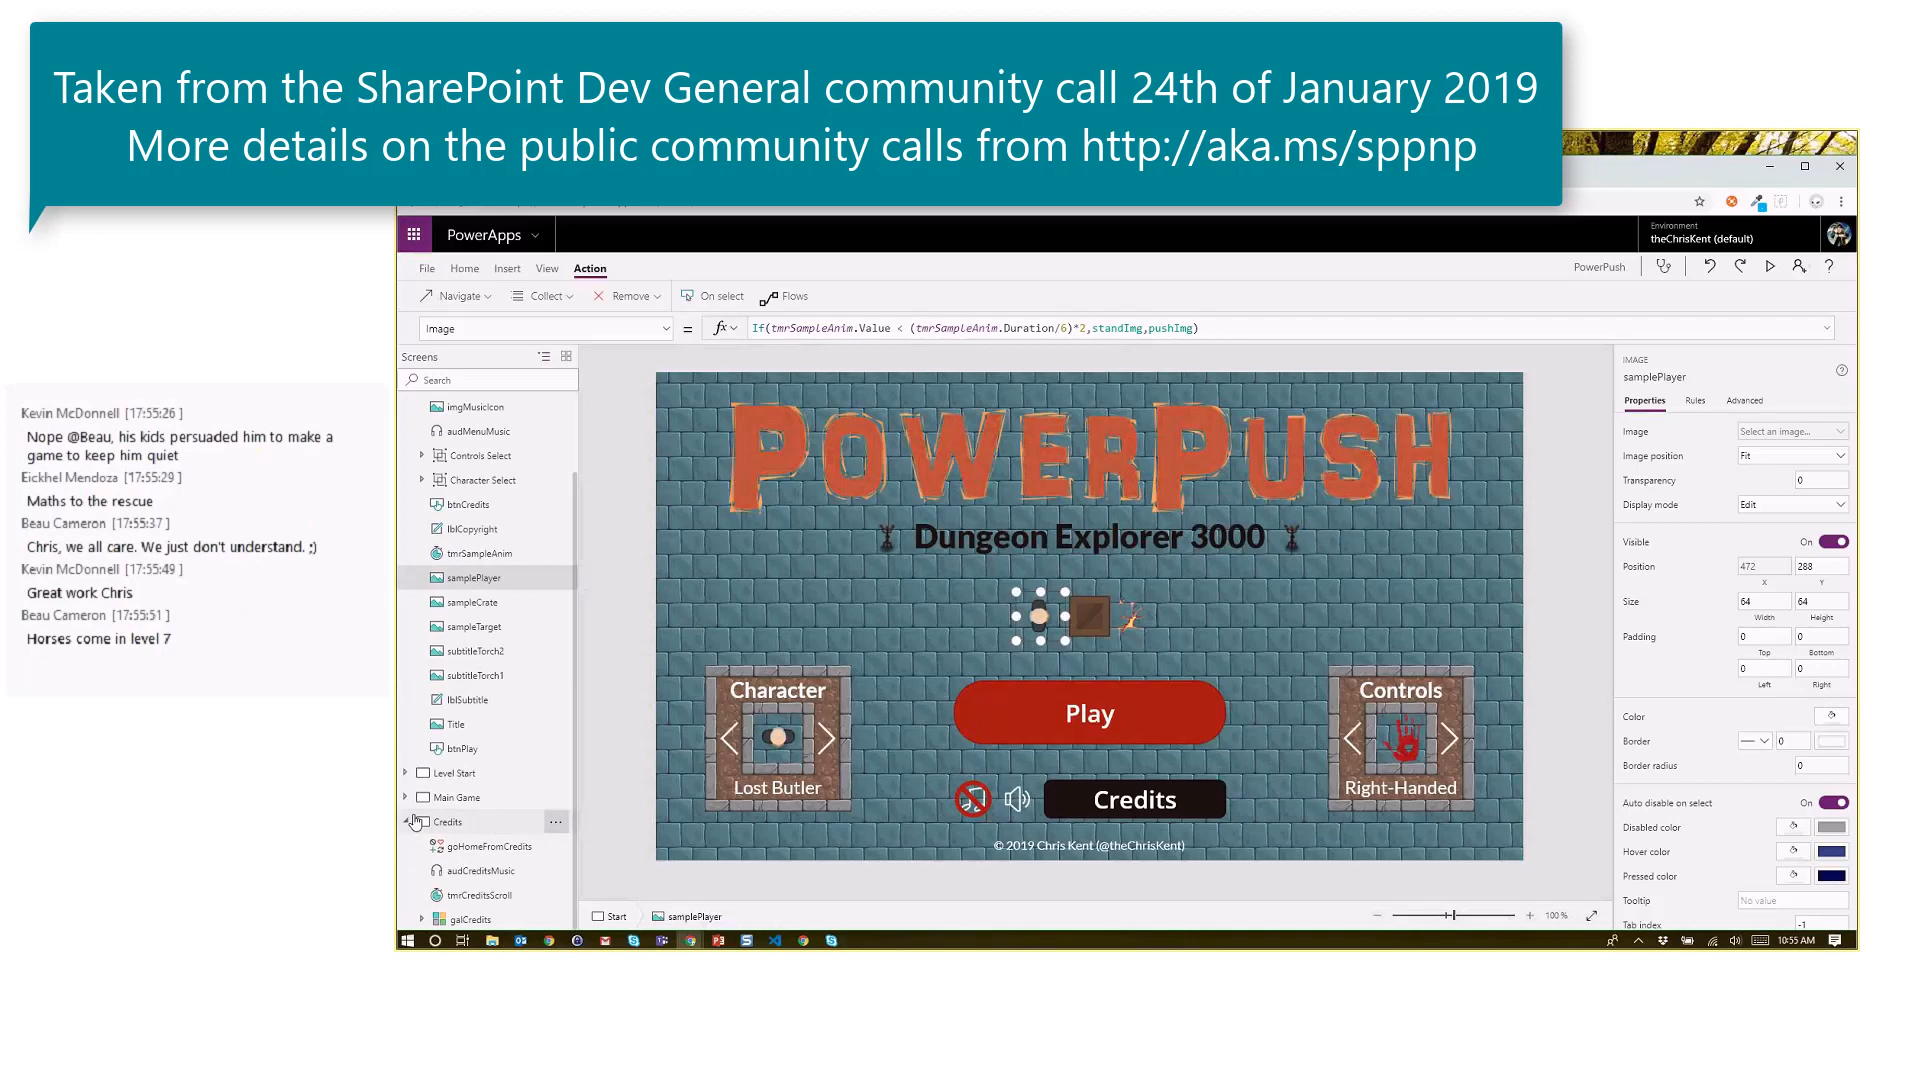 Taken from the SharePoint Dev General community call 24th of January 2019
More details on the public community calls from http://aka.ms/sppnp
Kevin McDonnell [17:55:26 ]
Nope @Beau, his kids persuaded him to make a
game to keep him quiet
Eickhel Mendoza [17:55:29 ]
Maths to the rescue
Beau Cameron [17:55:37 ]
Chris, we all care. We just don't understand. ;)
Kevin McDonnell [17:55:49 ]
Great work Chris
Beau Cameron [17:55:51 ]
Horses come in level 7
PowerApps
Environment
theChrisKent (default)
File Home Insert View Action
PowerPush
Navigate Collect Remove On select Flows
Image = fx If(tmrSampleAnim.Value < (tmrSampleAnim.Duration/6)*2,standImg,pushImg)
Screens
Search
imgMusicIcon
audMenuMusic
Controls Select
Character Select
btnCredits
lblCopyright
tmrSampleAnim
samplePlayer
sampleCrate
sampleTarget
subtitleTorch2
subtitleTorch1
lblSubtitle
Title
btnPlay
Level Start
Main Game
Credits ...
goHomeFromCredits
audCreditsMusic
tmrCreditsScroll
galCredits
POWERPUSH
Dungeon Explorer 3000
Character
Lost Butler
Play
Credits
Controls
Right-Handed
© 2019 Chris Kent (@theChrisKent)
Start samplePlayer
100 %
IMAGE
samplePlayer
Properties Rules Advanced
Image Select an image...
Image position Fit
Transparency 0
Display mode Edit
Visible On
Position 472 288
X Y
Size 64 64
Width Height
Padding 0 0
Top Bottom
0 0
Left Right
Color
Border 0
Border radius 0
Auto disable on select On
Disabled color
Hover color
Pressed color
Tooltip No value
Tab index -1
10:55 AM